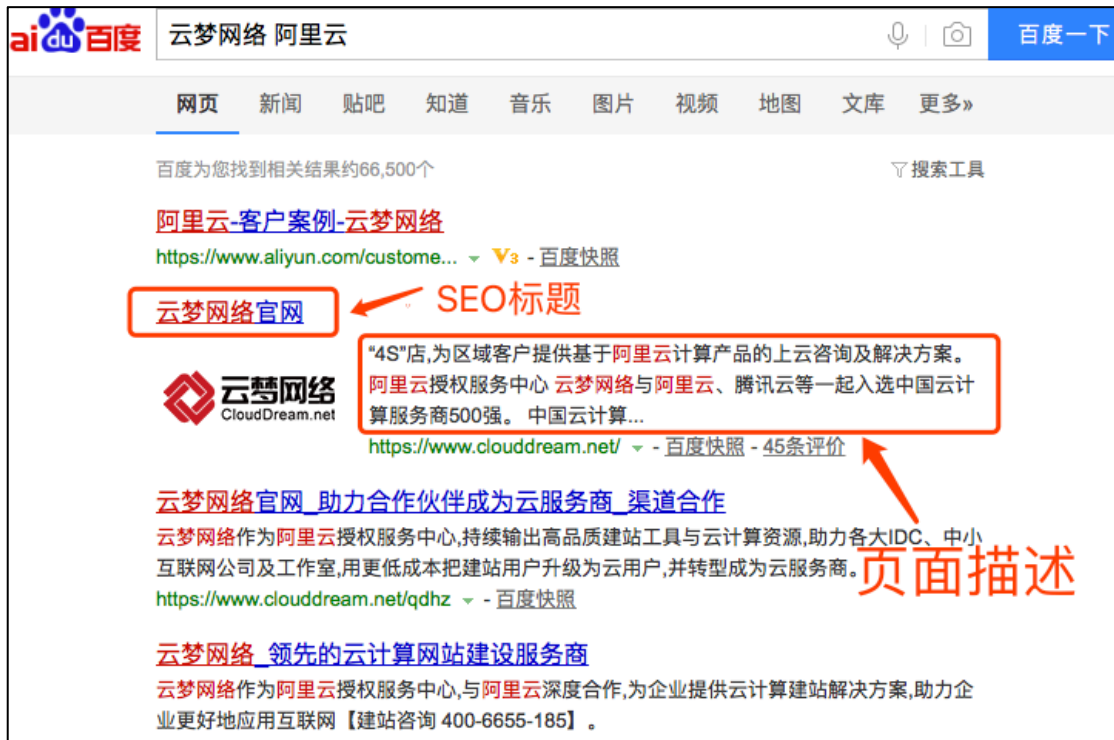 ai du 百度 云梦网络 阿里云 百度一下
网页 新闻 贴吧 知道 音乐 图片 视频 地图 文库 更多»
百度为您找到相关结果约66,500个 搜索工具
阿里云-客户案例-云梦网络
https://www.aliyun.com/custome... V3 - 百度快照
云梦网络官网 SEO标题
“4S”店,为区域客户提供基于阿里云计算产品的上云咨询及解决方案。
阿里云授权服务中心 云梦网络与阿里云、腾讯云等一起入选中国云计
算服务商500强。 中国云计算...
云梦网络
CloudDream.net
https://www.clouddream.net/ - 百度快照 - 45条评价
云梦网络官网_助力合作伙伴成为云服务商_渠道合作
云梦网络作为阿里云授权服务中心,持续输出高品质建站工具与云计算资源,助力各大IDC、中小
互联网公司及工作室,用更低成本把建站用户升级为云用户,并转型成为云服务商。
页面描述
https://www.clouddream.net/qdhz - 百度快照
云梦网络_领先的云计算网站建设服务商
云梦网络作为阿里云授权服务中心,与阿里云深度合作,为企业提供云计算建站解决方案,助力企
业更好地应用互联网【建站咨询 400-6655-185】。